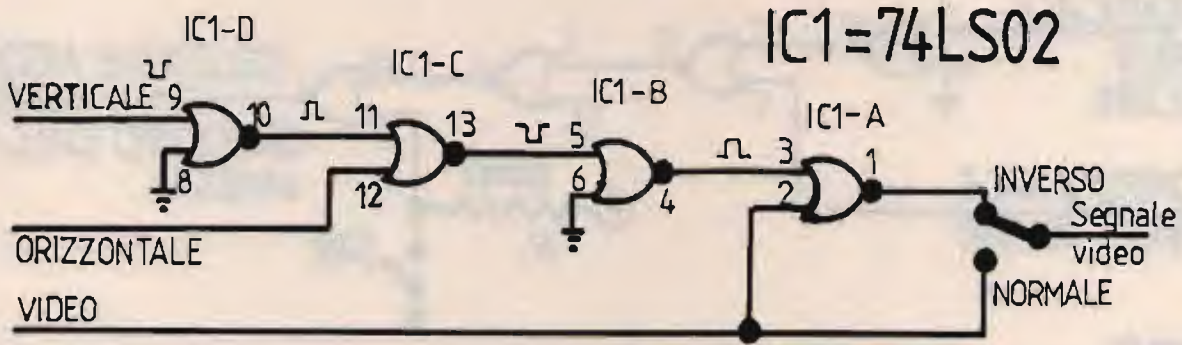 IC1=74LS02
IC1-D
IC1-C
IC1-B
IC1-A
VERTICALE
9
10
8
11
13
12
5
6
4
3
2
1
ORIZZONTALE
VIDEO
INVERSO
Segnale
video
NORMALE